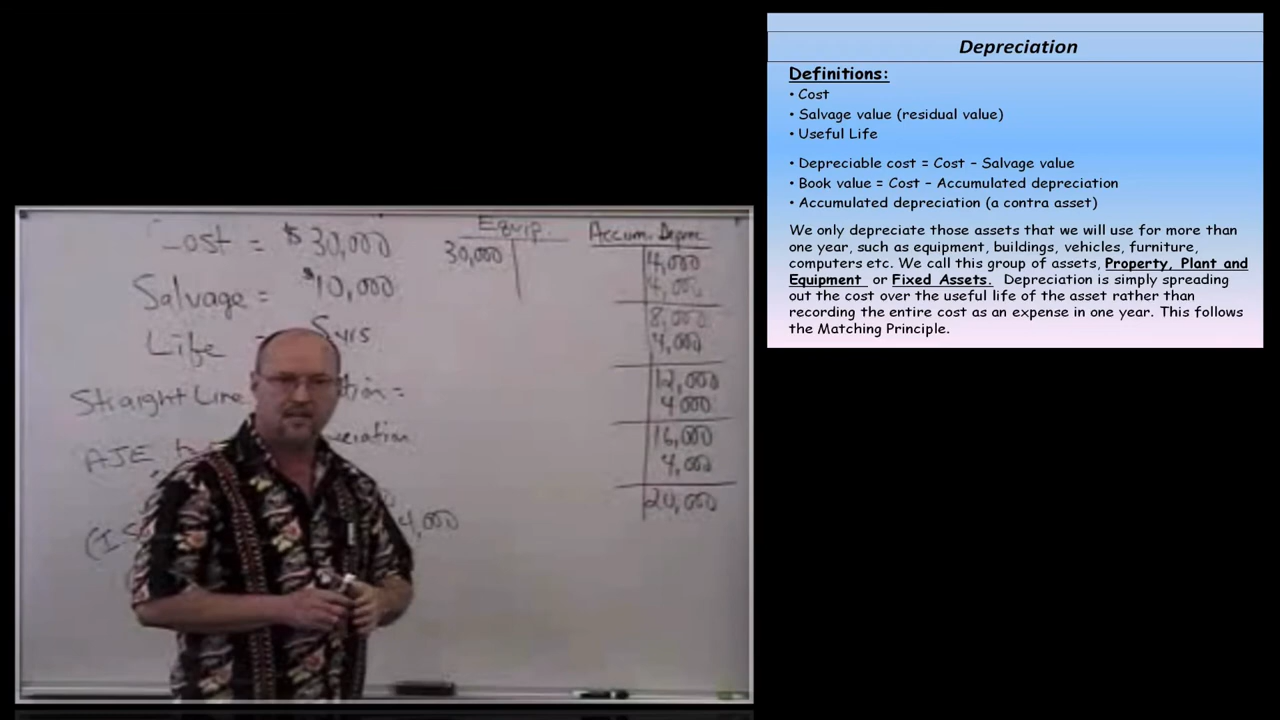 Depreciation
Definitions:
• Cost
• Salvage value (residual value)
• Useful Life
• Depreciable cost = Cost – Salvage value
• Book value = Cost – Accumulated depreciation
• Accumulated depreciation (a contra asset)
We only depreciate those assets that we will use for more than
one year, such as equipment, buildings, vehicles, furniture,
computers etc. We call this group of assets, Property, Plant and
Equipment or Fixed Assets. Depreciation is simply spreading
out the cost over the useful life of the asset rather than
recording the entire cost as an expense in one year. This follows
the Matching Principle.
Cost = $30,000
Salvage = $10,000
Life = 5yrs
Straight Line
AJE
4,000
Equip.
30,000
Accum. Deprec
4,000
4,000
8,000
4,000
12,000
4,000
16,000
4,000
20,000